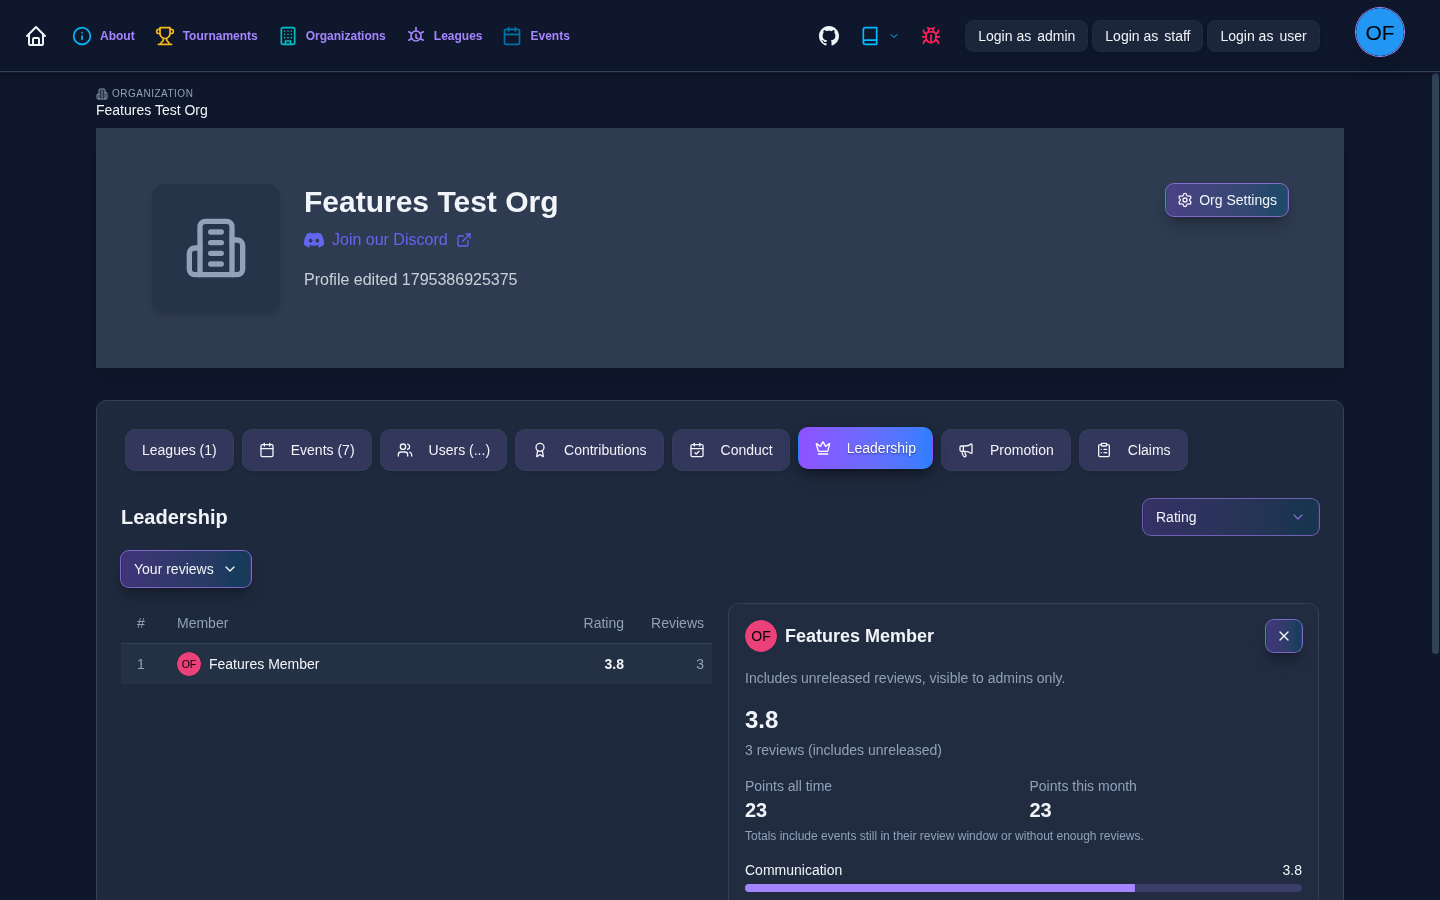 About
Tournaments
Organizations
Leagues
Events
Login as admin
Login as staff
Login as user
OF
ORGANIZATION
Features Test Org
Features Test Org
Org Settings
Join our Discord
Profile edited 1795386925375
Leagues (1)
Events (7)
Users (...)
Contributions
Conduct
Leadership
Promotion
Claims
Leadership
Rating
Your reviews
# Member Rating Reviews
1 OF Features Member 3.8 3
OF Features Member
Includes unreleased reviews, visible to admins only.
3.8
3 reviews (includes unreleased)
Points all time Points this month
23 23
Totals include events still in their review window or without enough reviews.
Communication 3.8